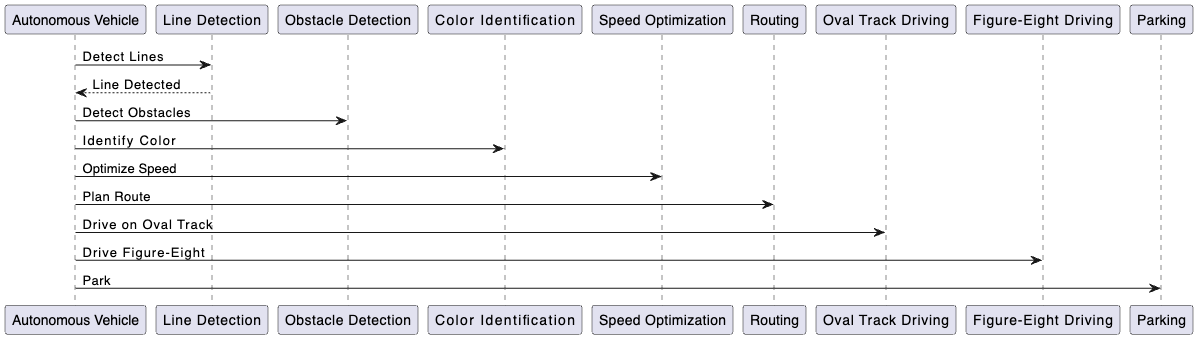 Autonomous Vehicle Line Detection Obstacle Detection Color Identification Speed Optimization Routing Oval Track Driving Figure-Eight Driving Parking
Detect Lines
Line Detected
Detect Obstacles
Identify Color
Optimize Speed
Plan Route
Drive on Oval Track
Drive Figure-Eight
Park
Autonomous Vehicle Line Detection Obstacle Detection Color Identification Speed Optimization Routing Oval Track Driving Figure-Eight Driving Parking